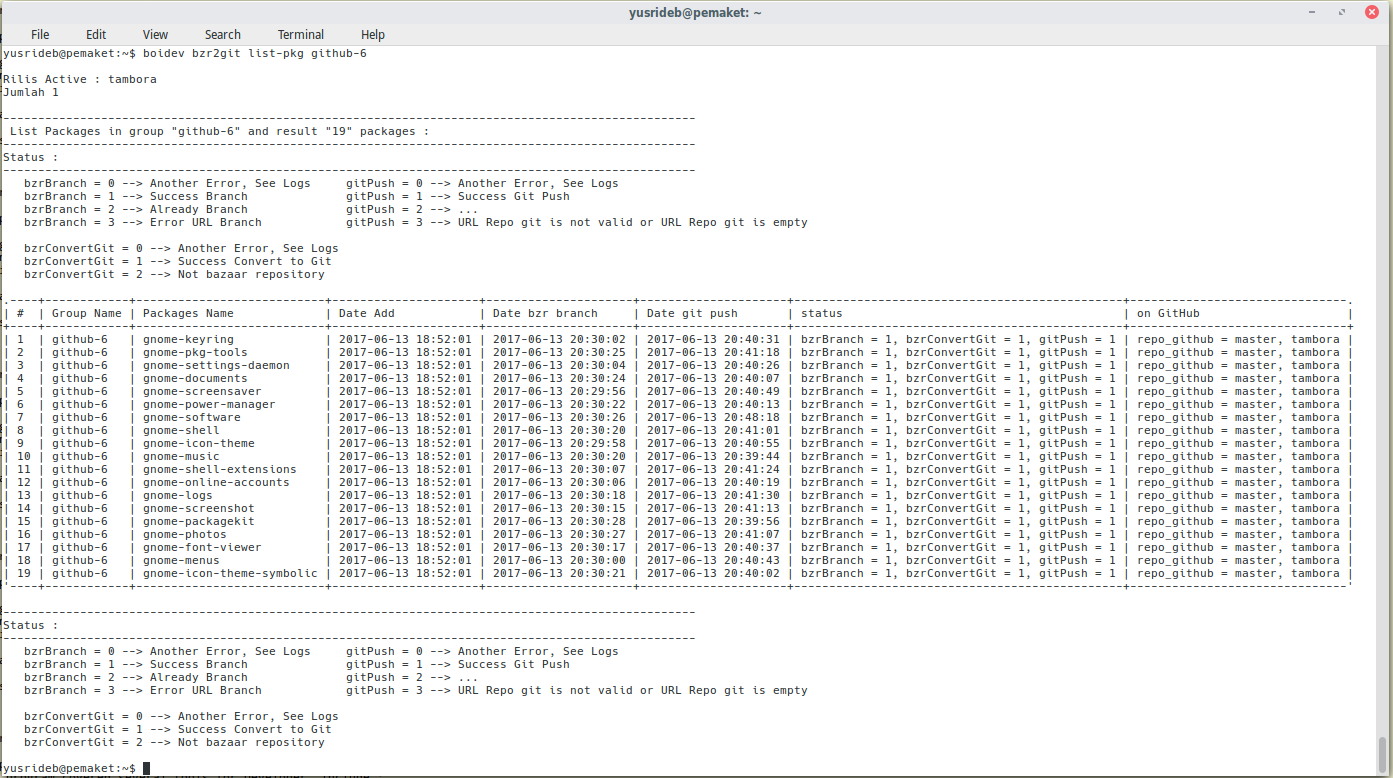 yusrideb@pemaket: ~
File Edit View Search Terminal Help
yusrideb@pemaket:~$ boidev bzr2git list-pkg github-6
Rilis Active : tambora
Jumlah 1
---------------------------------------------------------------------------------------------------
List Packages in group "github-6" and result "19" packages :
---------------------------------------------------------------------------------------------------
Status :
---------------------------------------------------------------------------------------------------
bzrBranch = 0 --> Another Error, See Logs     gitPush = 0 --> Another Error, See Logs
bzrBranch = 1 --> Success Branch              gitPush = 1 --> Success Git Push
bzrBranch = 2 --> Already Branch              gitPush = 2 --> ...
bzrBranch = 3 --> Error URL Branch            gitPush = 3 --> URL Repo git is not valid or URL Repo git is empty
bzrConvertGit = 0 --> Another Error, See Logs
bzrConvertGit = 1 --> Success Convert to Git
bzrConvertGit = 2 --> Not bazaar repository
| # | Group Name | Packages Name | Date Add | Date bzr branch | Date git push | status | on GitHub |
| 1 | github-6 | gnome-keyring | 2017-06-13 18:52:01 | 2017-06-13 20:30:02 | 2017-06-13 20:40:31 | bzrBranch = 1, bzrConvertGit = 1, gitPush = 1 | repo_github = master, tambora |
| 2 | github-6 | gnome-pkg-tools | 2017-06-13 18:52:01 | 2017-06-13 20:30:25 | 2017-06-13 20:41:18 | bzrBranch = 1, bzrConvertGit = 1, gitPush = 1 | repo_github = master, tambora |
| 3 | github-6 | gnome-settings-daemon | 2017-06-13 18:52:01 | 2017-06-13 20:30:04 | 2017-06-13 20:40:26 | bzrBranch = 1, bzrConvertGit = 1, gitPush = 1 | repo_github = master, tambora |
| 4 | github-6 | gnome-documents | 2017-06-13 18:52:01 | 2017-06-13 20:30:24 | 2017-06-13 20:40:07 | bzrBranch = 1, bzrConvertGit = 1, gitPush = 1 | repo_github = master, tambora |
| 5 | github-6 | gnome-screensaver | 2017-06-13 18:52:01 | 2017-06-13 20:29:56 | 2017-06-13 20:40:49 | bzrBranch = 1, bzrConvertGit = 1, gitPush = 1 | repo_github = master, tambora |
| 6 | github-6 | gnome-power-manager | 2017-06-13 18:52:01 | 2017-06-13 20:30:22 | 2017-06-13 20:40:13 | bzrBranch = 1, bzrConvertGit = 1, gitPush = 1 | repo_github = master, tambora |
| 7 | github-6 | gnome-software | 2017-06-13 18:52:01 | 2017-06-13 20:30:26 | 2017-06-13 20:48:18 | bzrBranch = 1, bzrConvertGit = 1, gitPush = 1 | repo_github = master, tambora |
| 8 | github-6 | gnome-shell | 2017-06-13 18:52:01 | 2017-06-13 20:30:20 | 2017-06-13 20:41:01 | bzrBranch = 1, bzrConvertGit = 1, gitPush = 1 | repo_github = master, tambora |
| 9 | github-6 | gnome-icon-theme | 2017-06-13 18:52:01 | 2017-06-13 20:29:58 | 2017-06-13 20:40:55 | bzrBranch = 1, bzrConvertGit = 1, gitPush = 1 | repo_github = master, tambora |
| 10 | github-6 | gnome-music | 2017-06-13 18:52:01 | 2017-06-13 20:30:20 | 2017-06-13 20:39:44 | bzrBranch = 1, bzrConvertGit = 1, gitPush = 1 | repo_github = master, tambora |
| 11 | github-6 | gnome-shell-extensions | 2017-06-13 18:52:01 | 2017-06-13 20:30:07 | 2017-06-13 20:41:24 | bzrBranch = 1, bzrConvertGit = 1, gitPush = 1 | repo_github = master, tambora |
| 12 | github-6 | gnome-online-accounts | 2017-06-13 18:52:01 | 2017-06-13 20:30:06 | 2017-06-13 20:40:19 | bzrBranch = 1, bzrConvertGit = 1, gitPush = 1 | repo_github = master, tambora |
| 13 | github-6 | gnome-logs | 2017-06-13 18:52:01 | 2017-06-13 20:30:18 | 2017-06-13 20:41:30 | bzrBranch = 1, bzrConvertGit = 1, gitPush = 1 | repo_github = master, tambora |
| 14 | github-6 | gnome-screenshot | 2017-06-13 18:52:01 | 2017-06-13 20:30:15 | 2017-06-13 20:41:13 | bzrBranch = 1, bzrConvertGit = 1, gitPush = 1 | repo_github = master, tambora |
| 15 | github-6 | gnome-packagekit | 2017-06-13 18:52:01 | 2017-06-13 20:30:28 | 2017-06-13 20:39:56 | bzrBranch = 1, bzrConvertGit = 1, gitPush = 1 | repo_github = master, tambora |
| 16 | github-6 | gnome-photos | 2017-06-13 18:52:01 | 2017-06-13 20:30:27 | 2017-06-13 20:41:07 | bzrBranch = 1, bzrConvertGit = 1, gitPush = 1 | repo_github = master, tambora |
| 17 | github-6 | gnome-font-viewer | 2017-06-13 18:52:01 | 2017-06-13 20:30:17 | 2017-06-13 20:40:37 | bzrBranch = 1, bzrConvertGit = 1, gitPush = 1 | repo_github = master, tambora |
| 18 | github-6 | gnome-menus | 2017-06-13 18:52:01 | 2017-06-13 20:30:00 | 2017-06-13 20:40:43 | bzrBranch = 1, bzrConvertGit = 1, gitPush = 1 | repo_github = master, tambora |
| 19 | github-6 | gnome-icon-theme-symbolic | 2017-06-13 18:52:01 | 2017-06-13 20:30:21 | 2017-06-13 20:40:02 | bzrBranch = 1, bzrConvertGit = 1, gitPush = 1 | repo_github = master, tambora |
---------------------------------------------------------------------------------------------------
Status :
---------------------------------------------------------------------------------------------------
bzrBranch = 0 --> Another Error, See Logs     gitPush = 0 --> Another Error, See Logs
bzrBranch = 1 --> Success Branch              gitPush = 1 --> Success Git Push
bzrBranch = 2 --> Already Branch              gitPush = 2 --> ...
bzrBranch = 3 --> Error URL Branch            gitPush = 3 --> URL Repo git is not valid or URL Repo git is empty
bzrConvertGit = 0 --> Another Error, See Logs
bzrConvertGit = 1 --> Success Convert to Git
bzrConvertGit = 2 --> Not bazaar repository
yusrideb@pemaket:~$